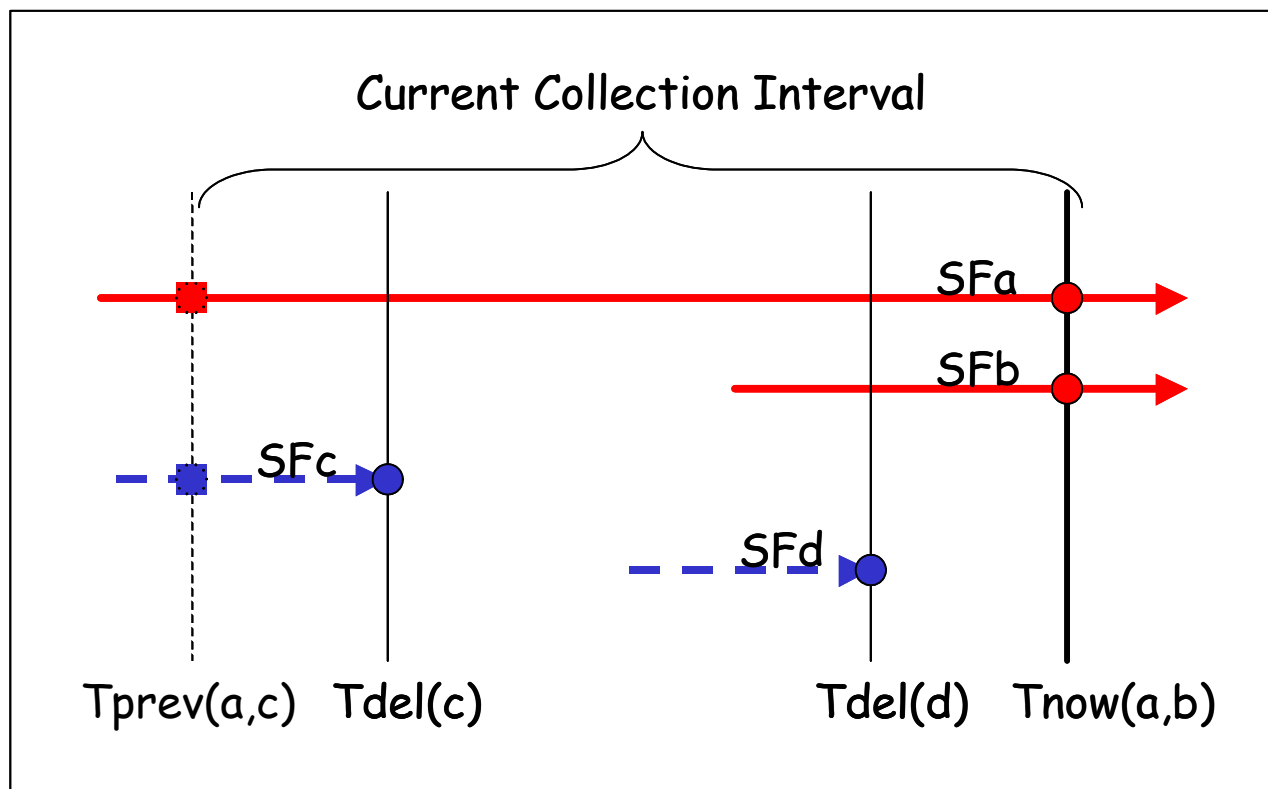 Current Collection Interval
SFa
SFb
SFc
SFd
Tprev(a,c) Tdel(c) Tdel(d) Tnow(a,b)